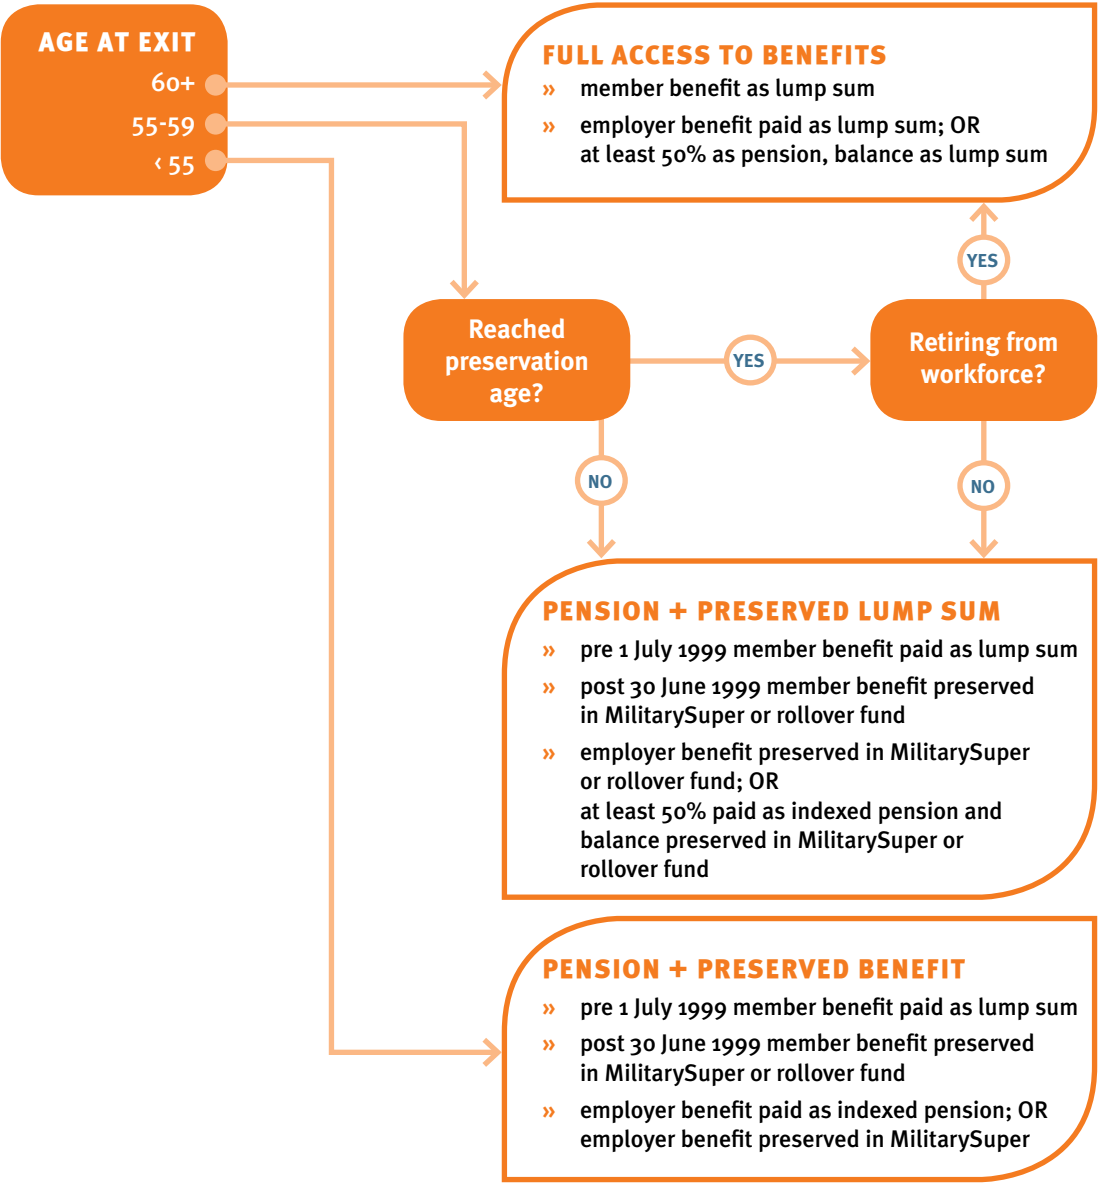 AGE AT EXIT
60+
55-59
< 55
FULL ACCESS TO BENEFITS
» member benefit as lump sum
» employer benefit paid as lump sum; OR
at least 50% as pension, balance as lump sum
YES
Reached
preservation
age?
YES
Retiring from
workforce?
NO
NO
PENSION + PRESERVED LUMP SUM
» pre 1 July 1999 member benefit paid as lump sum
» post 30 June 1999 member benefit preserved
in MilitarySuper or rollover fund
» employer benefit preserved in MilitarySuper
or rollover fund; OR
at least 50% paid as indexed pension and
balance preserved in MilitarySuper or
rollover fund
PENSION + PRESERVED BENEFIT
» pre 1 July 1999 member benefit paid as lump sum
» post 30 June 1999 member benefit preserved
in MilitarySuper or rollover fund
» employer benefit paid as indexed pension; OR
employer benefit preserved in MilitarySuper